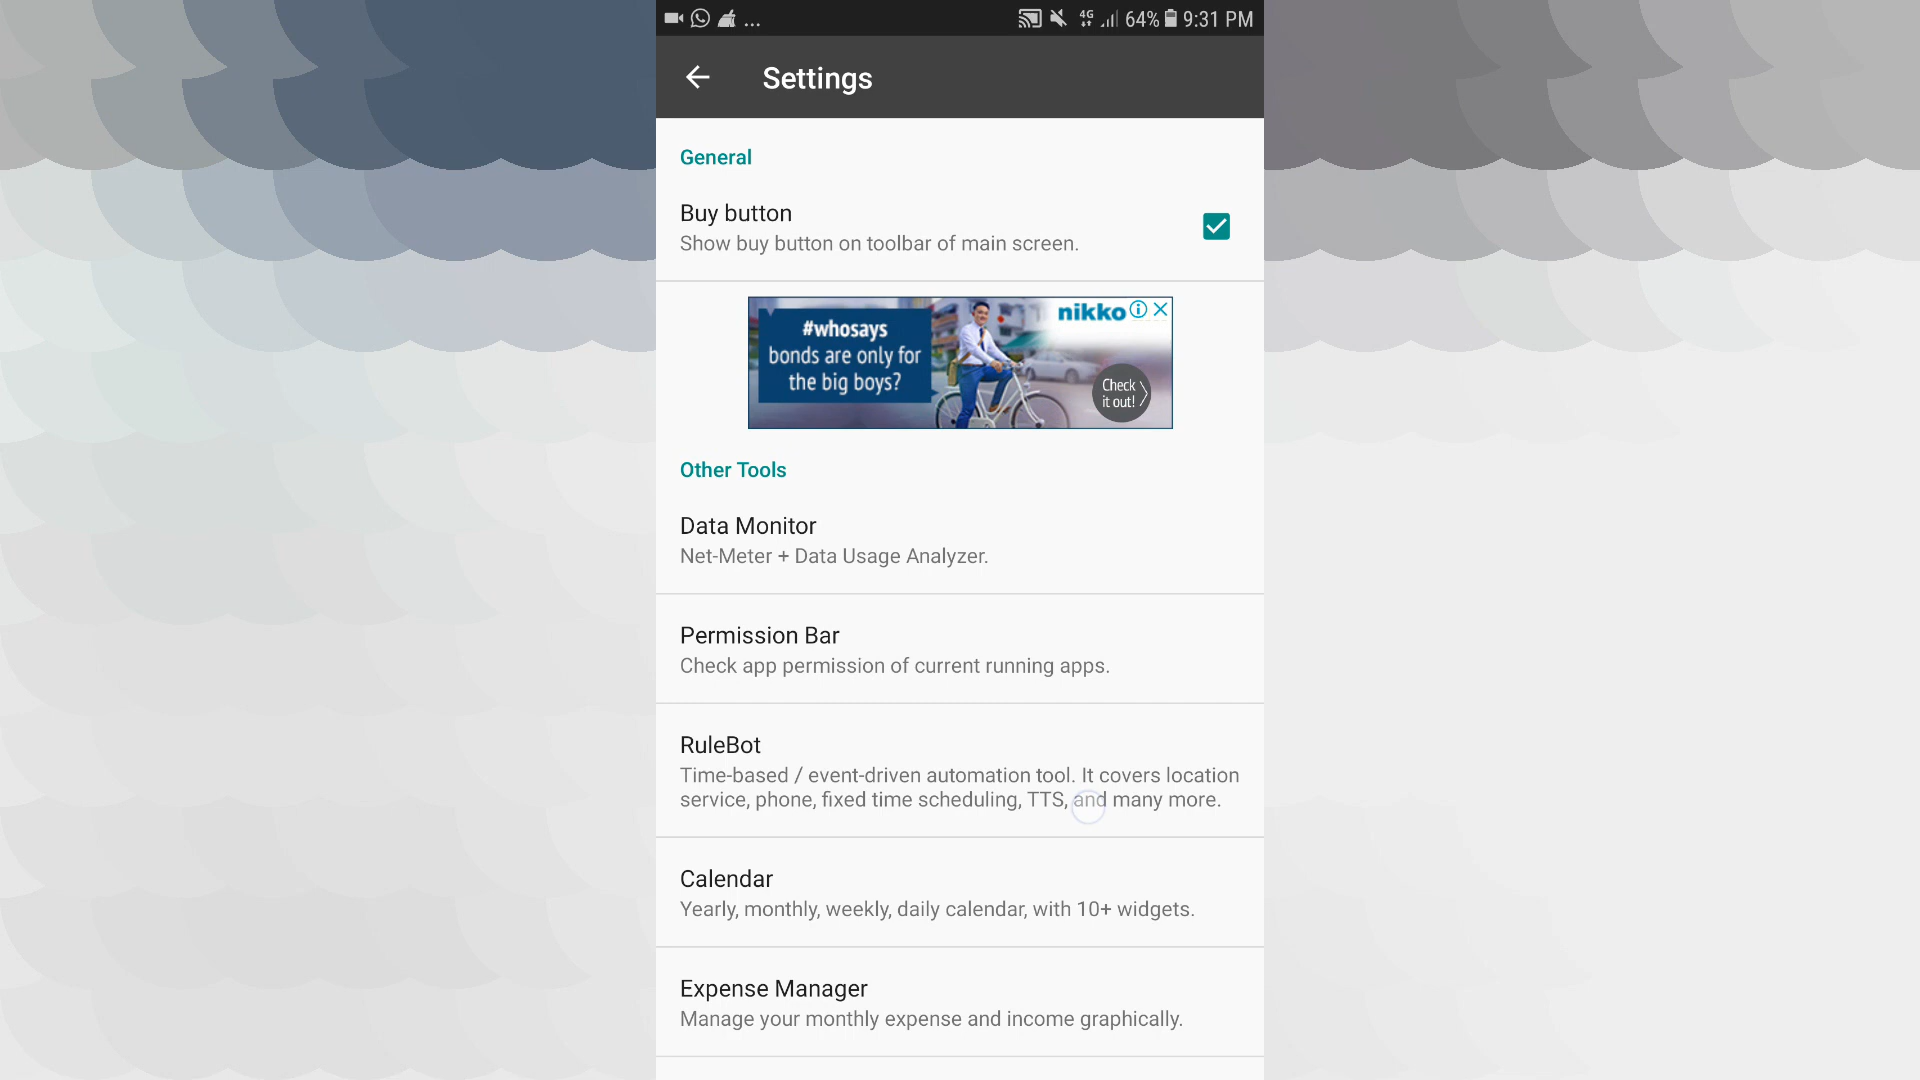 ... 4G 64% 9:31 PM
Settings
General
Buy button
Show buy button on toolbar of main screen.
#whosays
bonds are only for
the big boys?
nikko
Check
it out!
Other Tools
Data Monitor
Net-Meter + Data Usage Analyzer.
Permission Bar
Check app permission of current running apps.
RuleBot
Time-based / event-driven automation tool. It covers location
service, phone, fixed time scheduling, TTS, and many more.
Calendar
Yearly, monthly, weekly, daily calendar, with 10+ widgets.
Expense Manager
Manage your monthly expense and income graphically.